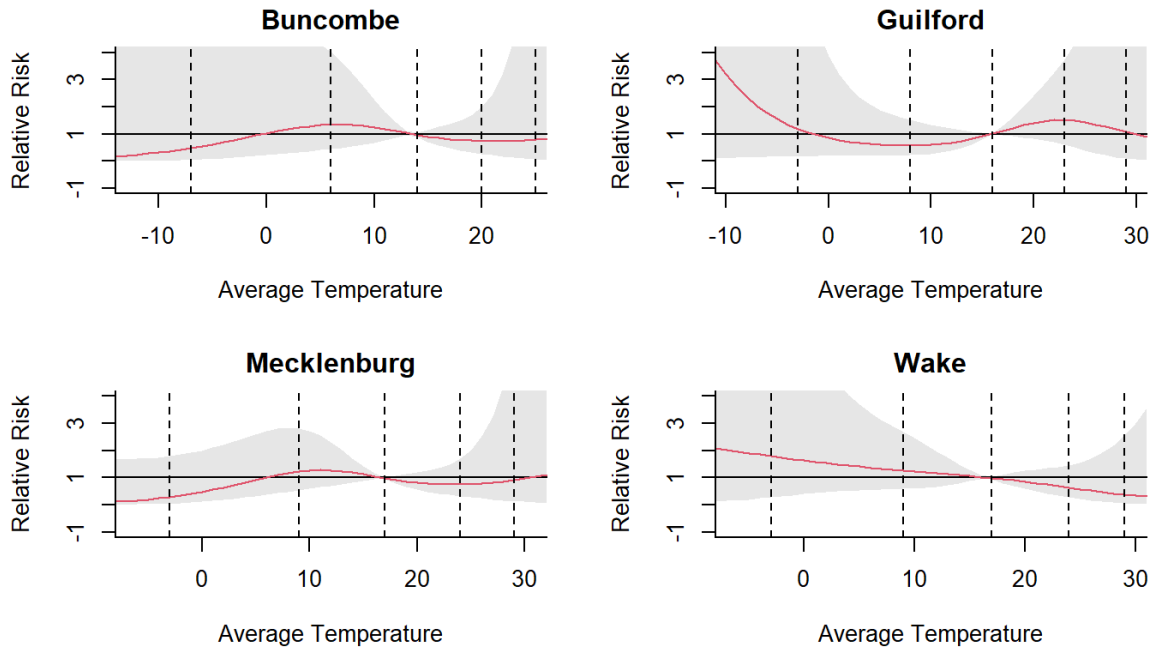 Buncombe
Relative Risk
-1 1 3
-10 0 10 20
Average Temperature
Guilford
Relative Risk
-1 1 3
-10 0 10 20 30
Average Temperature
Mecklenburg
Relative Risk
-1 1 3
0 10 20 30
Average Temperature
Wake
Relative Risk
-1 1 3
0 10 20 30
Average Temperature